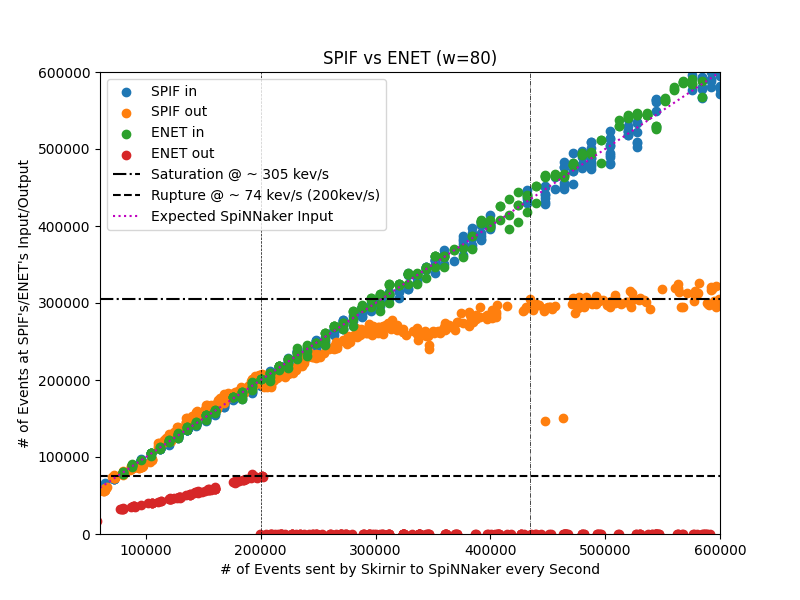 SPIF vs ENET (w=80)
600000
500000
400000
300000
200000
100000
0
# of Events at SPIF's/ENET's Input/Output
SPIF in
SPIF out
ENET in
ENET out
Saturation @ ~ 305 kev/s
Rupture @ ~ 74 kev/s (200kev/s)
Expected SpiNNaker Input
100000 200000 300000 400000 500000 600000
# of Events sent by Skirnir to SpiNNaker every Second